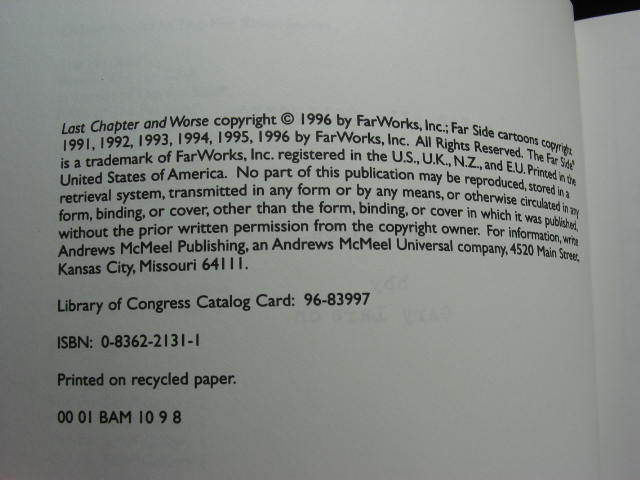 Last Chapter and Worse copyright © 1996 by FarWorks, Inc.; Far Side cartoons copyright
1991, 1992, 1993, 1994, 1995, 1996 by FarWorks, Inc. All Rights Reserved. The Far Side®
is a trademark of FarWorks, Inc. registered in the U.S., U.K., N.Z., and E.U. Printed in the
United States of America. No part of this publication may be reproduced, stored in a
retrieval system, transmitted in any form or by any means, or otherwise circulated in any
form, binding, or cover, other than the form, binding, or cover in which it was published,
without the prior written permission from the copyright owner. For information, write
Andrews McMeel Publishing, an Andrews McMeel Universal company, 4520 Main Street,
Kansas City, Missouri 64111.
Library of Congress Catalog Card: 96-83997
ISBN: 0-8362-2131-1
Printed on recycled paper.
00 01 BAM 10 9 8